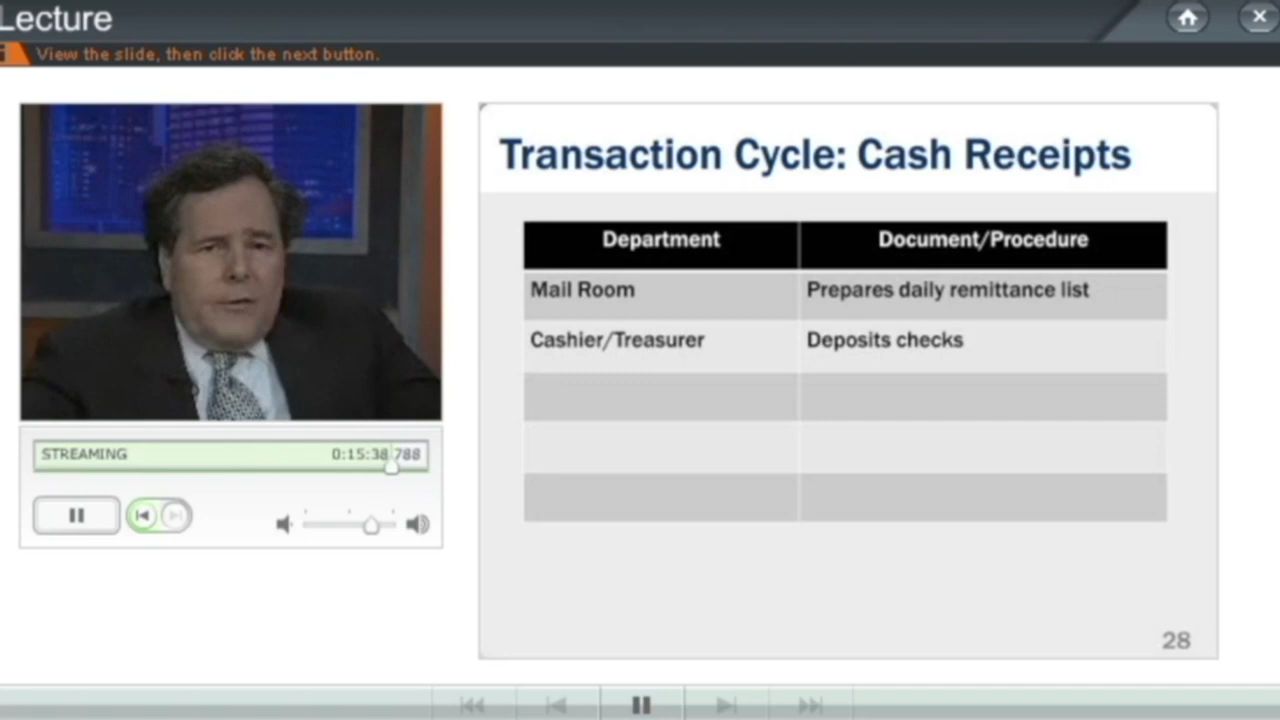 Lecture
View the slide, then click the next button.
Transaction Cycle: Cash Receipts
Department Document/Procedure
Mail Room Prepares daily remittance list
Cashier/Treasurer Deposits checks
STREAMING 0:15:38.788
28